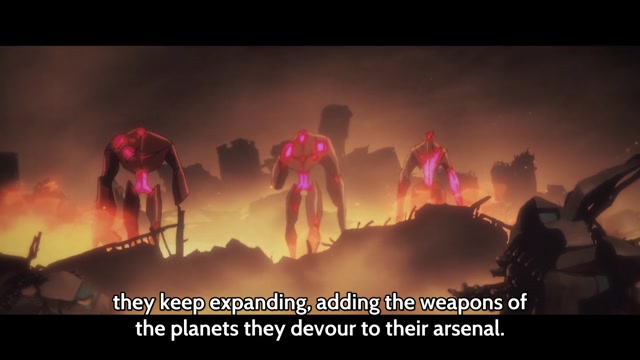 they keep expanding, adding the weapons of
the planets they devour to their arsenal.